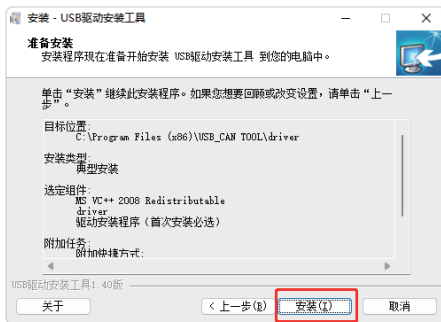 安装 - USB驱动安装工具
准备安装
安装程序现在准备开始安装 USB驱动安装工具 到您的电脑中。
单击“安装”继续此安装程序。如果您想要回顾或改变设置，请单击“上一
步”。
目标位置:
C:\Program Files (x86)\USB_CAN TOOL\driver
安装类型:
典型安装
选定组件:
MS VC++ 2008 Redistributable
driver
驱动安装程序（首次安装必选）
附加任务:
附加快捷方式:
USB驱动安装工具1.40版
关于
< 上一步(B)
安装(I)
取消